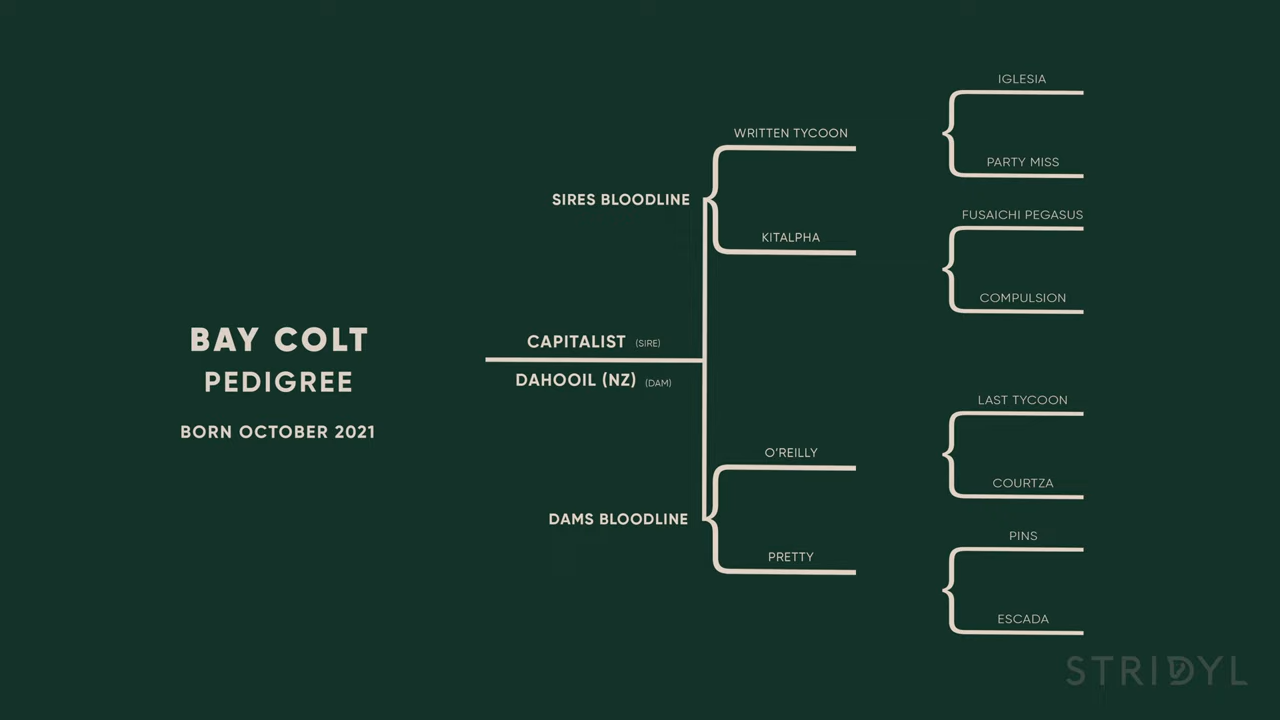 BAY COLT
PEDIGREE
BORN OCTOBER 2021
CAPITALIST (SIRE)
DAHOOIL (NZ) (DAM)
SIRES BLOODLINE
WRITTEN TYCOON
KITALPHA
IGLESIA
PARTY MISS
FUSAICHI PEGASUS
COMPULSION
DAMS BLOODLINE
O'REILLY
PRETTY
LAST TYCOON
COURTZA
PINS
ESCADA
STRIDYL